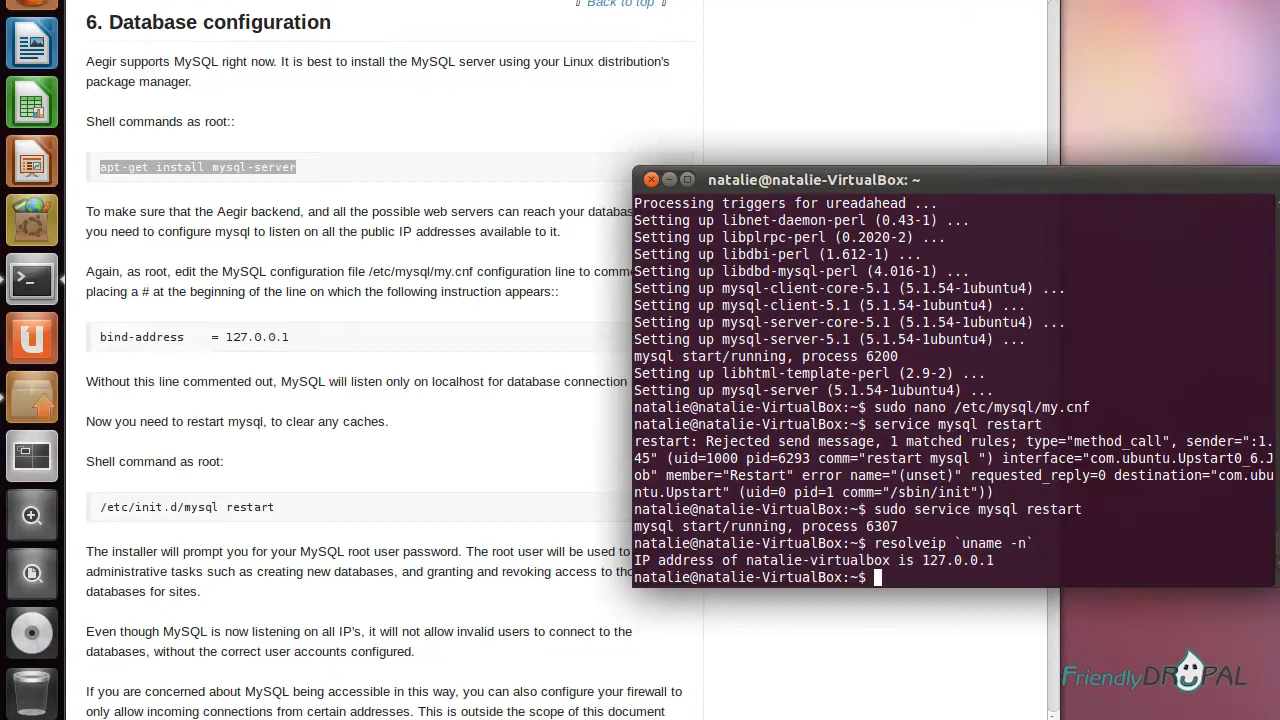 ⇧ Back to top ⇧
6. Database configuration
Aegir supports MySQL right now. It is best to install the MySQL server using your Linux distribution's
package manager.
Shell commands as root::
apt-get install mysql-server
To make sure that the Aegir backend, and all the possible web servers can reach your databas
you need to configure mysql to listen on all the public IP addresses available to it.
Again, as root, edit the MySQL configuration file /etc/mysql/my.cnf configuration line to comme
placing a # at the beginning of the line on which the following instruction appears::
bind-address = 127.0.0.1
Without this line commented out, MySQL will listen only on localhost for database connection
Now you need to restart mysql, to clear any caches.
Shell command as root:
/etc/init.d/mysql restart
The installer will prompt you for your MySQL root user password. The root user will be used to
administrative tasks such as creating new databases, and granting and revoking access to tho
databases for sites.
Even though MySQL is now listening on all IP's, it will not allow invalid users to connect to the
databases, without the correct user accounts configured.
If you are concerned about MySQL being accessible in this way, you can also configure your firewall to
only allow incoming connections from certain addresses. This is outside the scope of this document
natalie@natalie-VirtualBox: ~
Processing triggers for ureadahead ...
Setting up libnet-daemon-perl (0.43-1) ...
Setting up libplrpc-perl (0.2020-2) ...
Setting up libdbi-perl (1.612-1) ...
Setting up libdbd-mysql-perl (4.016-1) ...
Setting up mysql-client-core-5.1 (5.1.54-1ubuntu4) ...
Setting up mysql-client-5.1 (5.1.54-1ubuntu4) ...
Setting up mysql-server-core-5.1 (5.1.54-1ubuntu4) ...
Setting up mysql-server-5.1 (5.1.54-1ubuntu4) ...
mysql start/running, process 6200
Setting up libhtml-template-perl (2.9-2) ...
Setting up mysql-server (5.1.54-1ubuntu4) ...
natalie@natalie-VirtualBox:~$ sudo nano /etc/mysql/my.cnf
natalie@natalie-VirtualBox:~$ service mysql restart
restart: Rejected send message, 1 matched rules; type="method_call", sender=":1.
45" (uid=1000 pid=6293 comm="restart mysql ") interface="com.ubuntu.Upstart0_6.J
ob" member="Restart" error name="(unset)" requested_reply=0 destination="com.ubu
ntu.Upstart" (uid=0 pid=1 comm="/sbin/init"))
natalie@natalie-VirtualBox:~$ sudo service mysql restart
mysql start/running, process 6307
natalie@natalie-VirtualBox:~$ resolveip `uname -n`
IP address of natalie-virtualbox is 127.0.0.1
natalie@natalie-VirtualBox:~$
FriendlyDRUPAL